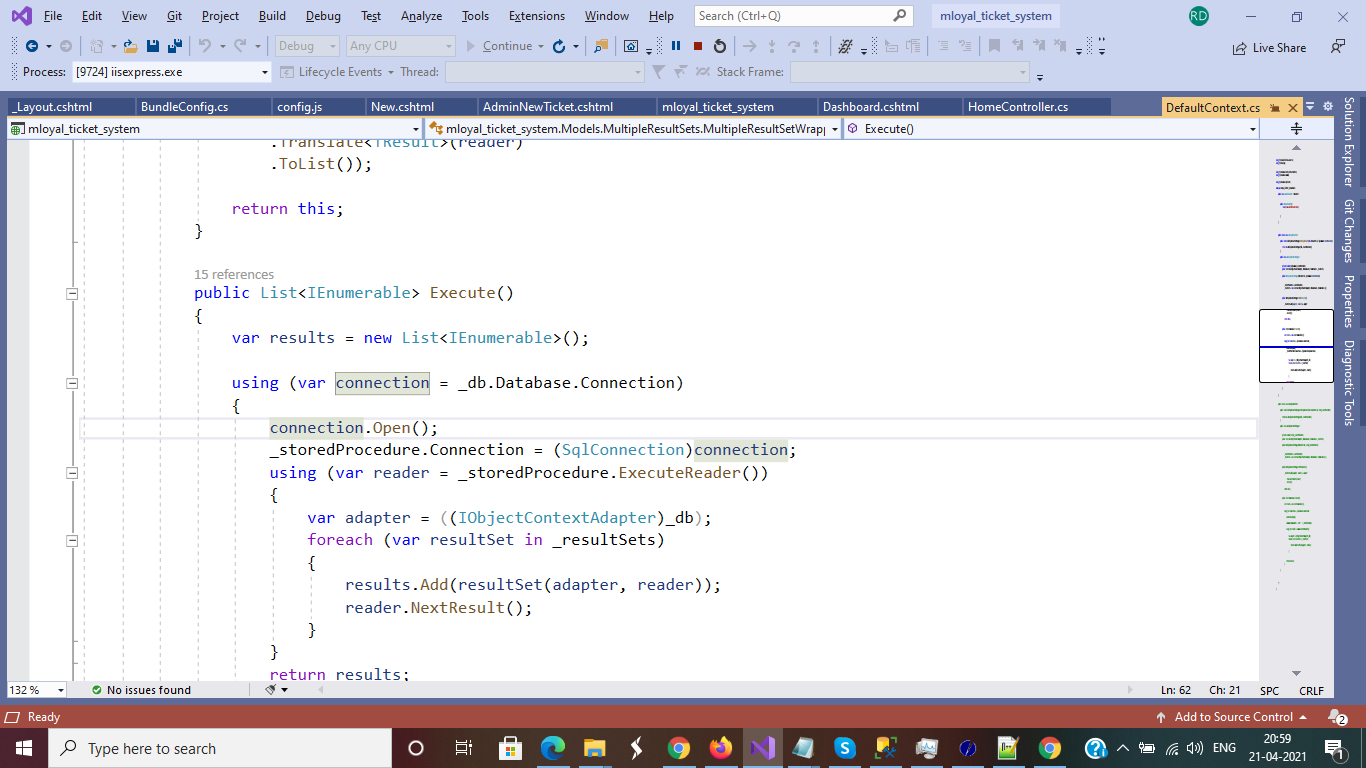 File Edit View Git Project Build Debug Test Analyze Tools Extensions Window Help Search (Ctrl+Q) mloyal_ticket_system RD
Debug Any CPU Continue Live Share
Process: [9724] iisexpress.exe Lifecycle Events Thread: Stack Frame:
_Layout.cshtml BundleConfig.cs config.js New.cshtml AdminNewTicket.cshtml mloyal_ticket_system Dashboard.cshtml HomeController.cs DefaultContext.cs
mloyal_ticket_system mloyal_ticket_system.Models.MultipleResultSets.MultipleResultSetWrap Execute()
.Translate<TResult>(reader)
.ToList());
return this;
}
15 references
public List<IEnumerable> Execute()
{
var results = new List<IEnumerable>();
using (var connection = _db.Database.Connection)
{
connection.Open();
_storedProcedure.Connection = (SqlConnection)connection;
using (var reader = _storedProcedure.ExecuteReader())
{
var adapter = ((IObjectContextAdapter)_db);
foreach (var resultSet in _resultSets)
{
results.Add(resultSet(adapter, reader));
reader.NextResult();
}
}
return results;
Solution Explorer
Git Changes
Properties
Diagnostic Tools
132 % No issues found Ln: 62 Ch: 21 SPC CRLF
Ready Add to Source Control 2
Type here to search ENG 20:59
21-04-2021 1